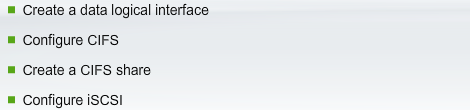 Create a data logical interface
Configure CIFS
Create a CIFS share
Configure iSCSI